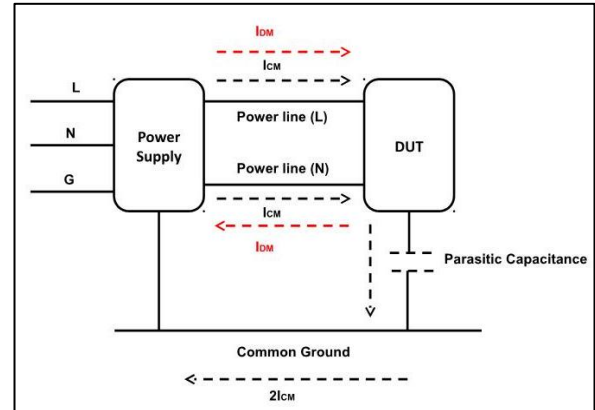 IDM
ICM
L
Power line (L)
N
Power
Supply
DUT
Power line (N)
G
ICM
IDM
Parasitic Capacitance
Common Ground
2ICM